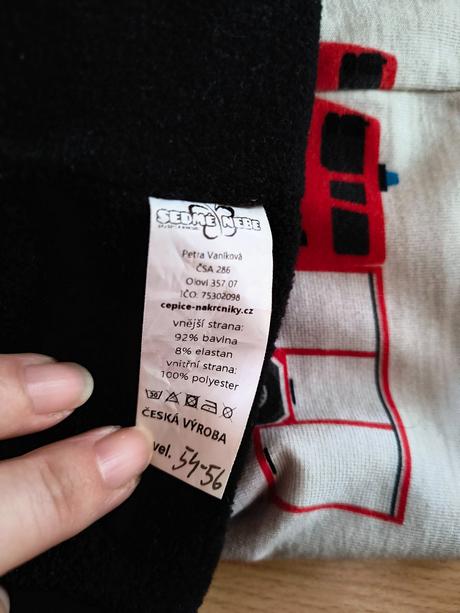 SEDMÉ NEBE
Petra Vaníková
ČSA 286
Oloví 357 07
IČO: 75302098
cepice-nakrcniky.cz
vnější strana:
92% bavlna
8% elastan
vnitřní strana:
100% polyester
ČESKÁ VÝROBA
vel. 54-56